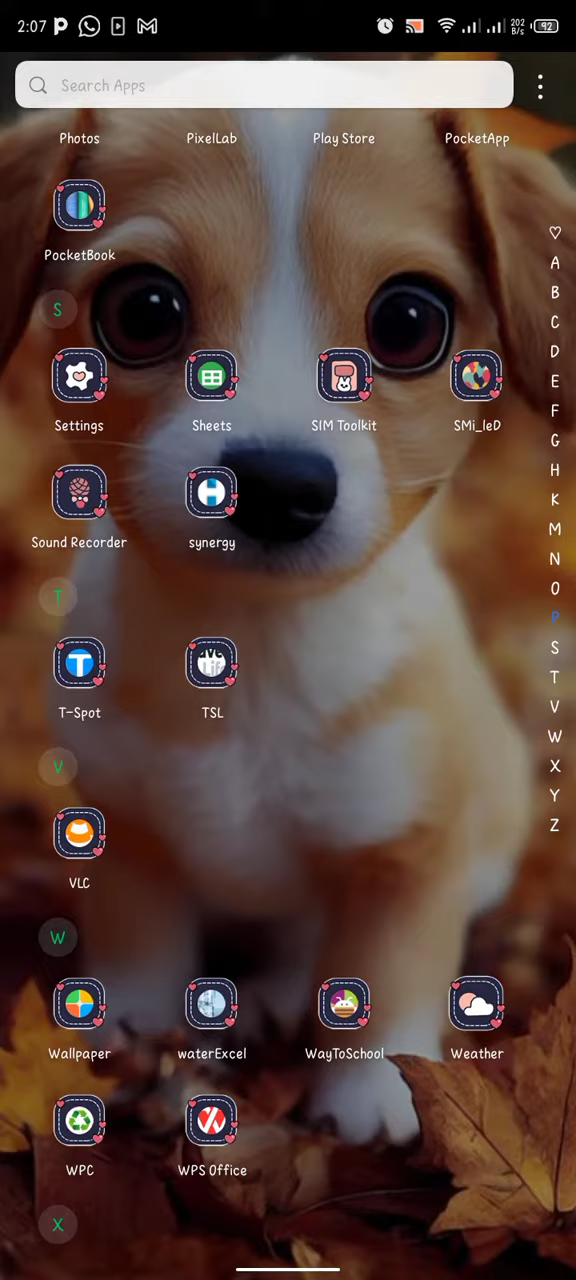 2:07
202
B/s
92
Search Apps
Photos PixelLab Play Store PocketApp
PocketBook
S
Settings Sheets SIM Toolkit SMi_leD
Sound Recorder synergy
T
T-Spot TSL
V
VLC
W
Wallpaper waterExcel WayToSchool Weather
WPC WPS Office
X
A
B
C
D
E
F
G
H
K
M
N
O
P
S
T
V
W
X
Y
Z